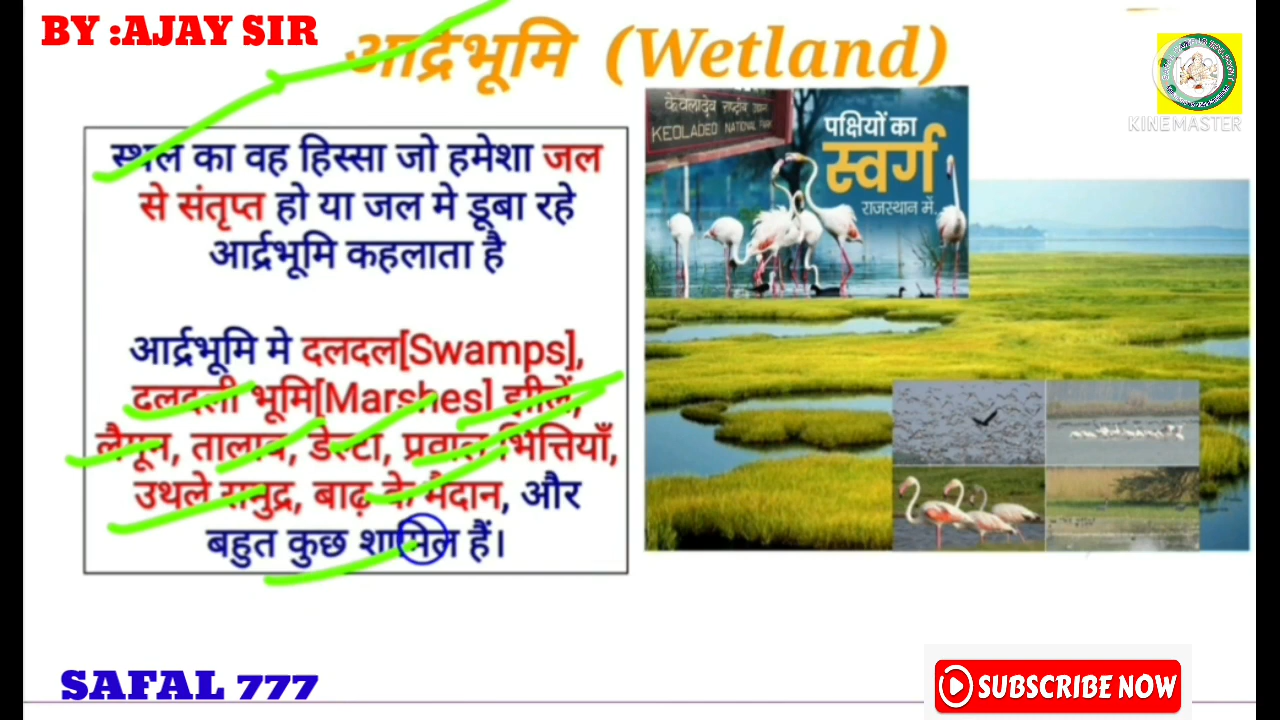 BY :AJAY SIR
आर्द्रभूमि (Wetland)
KINEMASTER
स्थल का वह हिस्सा जो हमेशा जल
से संतृप्त हो या जल मे डूबा रहे
आर्द्रभूमि कहलाता है
आर्द्रभूमि मे दलदल[Swamps],
दलदली भूमि[Marshes] झीलें,
लैगून, तालाब, डेल्टा, प्रवाल भित्तियाँ,
उथले समुद्र, बाढ़ के मैदान, और
बहुत कुछ शामिल हैं।
केवलादेव राष्ट्रीय
KEOLADEO NATIONAL PARK
पक्षियों का
स्वर्ग
राजस्थान में
SAFAL 777
SUBSCRIBE NOW